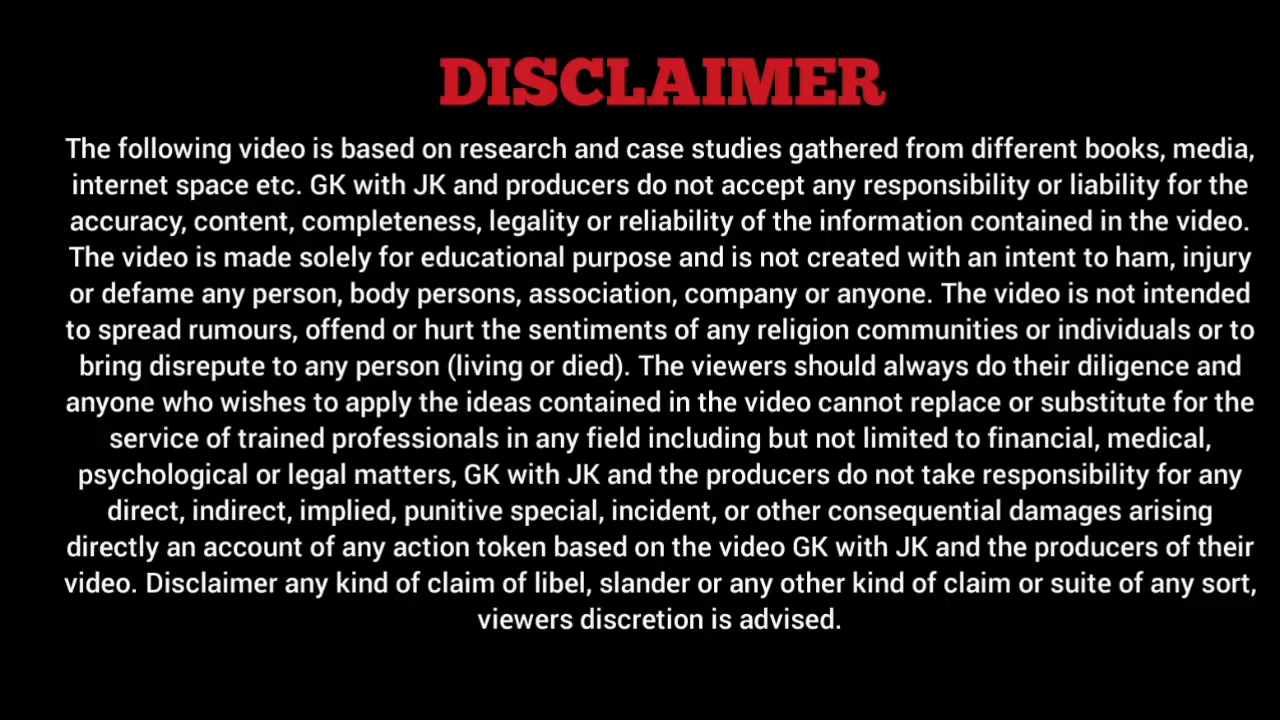 DISCLAIMER
The following video is based on research and case studies gathered from different books, media,
internet space etc. GK with JK and producers do not accept any responsibility or liability for the
accuracy, content, completeness, legality or reliability of the information contained in the video.
The video is made solely for educational purpose and is not created with an intent to ham, injury
or defame any person, body persons, association, company or anyone. The video is not intended
to spread rumours, offend or hurt the sentiments of any religion communities or individuals or to
bring disrepute to any person (living or died). The viewers should always do their diligence and
anyone who wishes to apply the ideas contained in the video cannot replace or substitute for the
service of trained professionals in any field including but not limited to financial, medical,
psychological or legal matters, GK with JK and the producers do not take responsibility for any
direct, indirect, implied, punitive special, incident, or other consequential damages arising
directly an account of any action token based on the video GK with JK and the producers of their
video. Disclaimer any kind of claim of libel, slander or any other kind of claim or suite of any sort,
viewers discretion is advised.